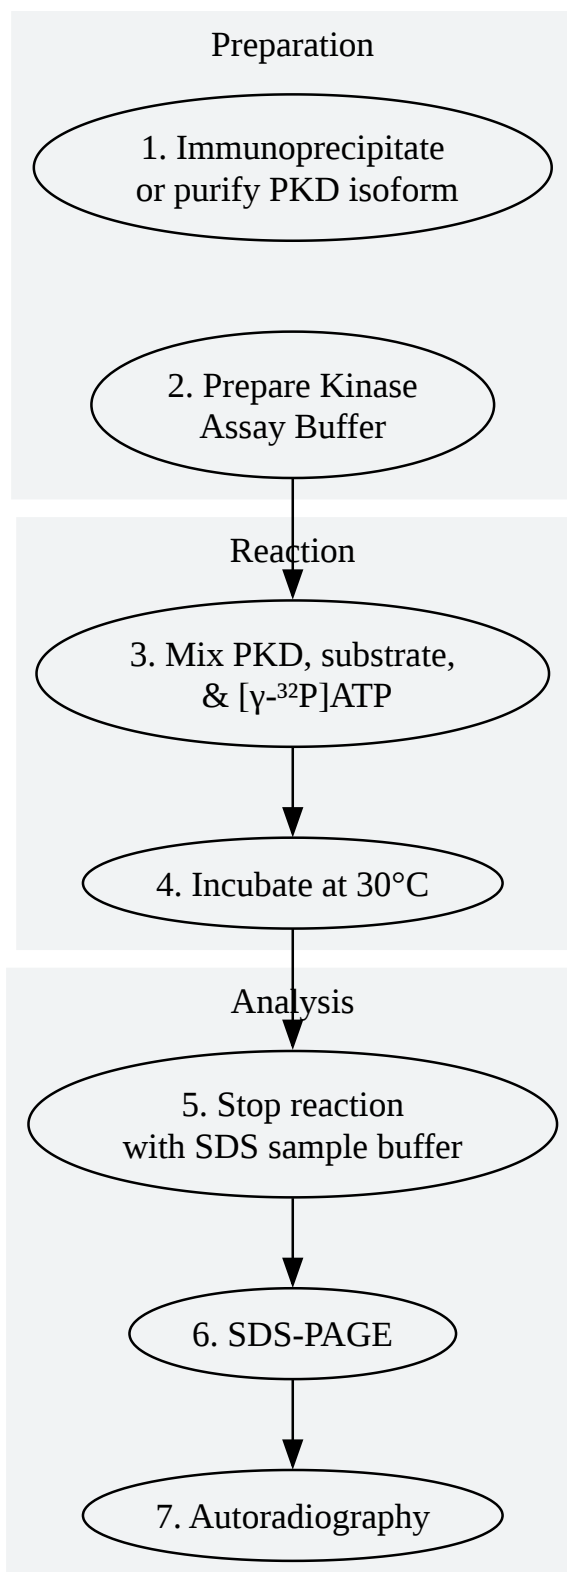 Preparation
1. Immunoprecipitate
or purify PKD isoform
2. Prepare Kinase
Assay Buffer
Reaction
3. Mix PKD, substrate,
& [γ-³²P]ATP
4. Incubate at 30°C
Analysis
5. Stop reaction
with SDS sample buffer
6. SDS-PAGE
7. Autoradiography